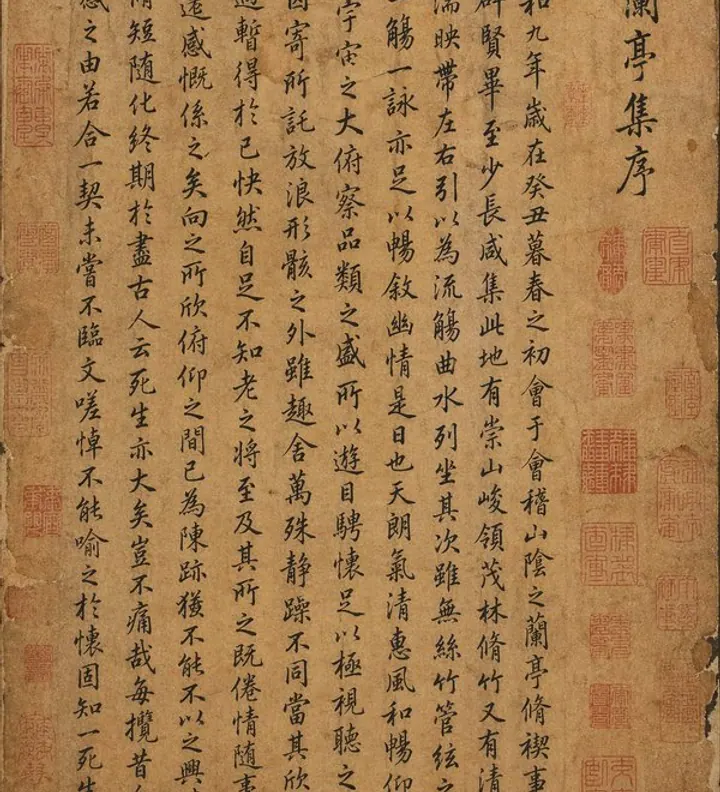 蘭亭集序
和九年歲在癸丑暮春之初會于會稽山陰之蘭亭脩禊事
群賢畢至少長咸集此地有崇山峻領茂林脩竹又有清
湍映帶左右引以為流觴曲水列坐其次雖無絲竹管絃之
觴一詠亦足以暢敘幽情是日也天朗氣清惠風和暢仰
宇宙之大俯察品類之盛所以遊目騁懷足以極視聽之
因寄所託放浪形骸之外雖趣舍萬殊靜躁不同當其欣
遇暫得於己快然自足不知老之將至及其所之既倦情隨事
遷感慨係之矣向之所欣俯仰之間已為陳跡猶不能不以之興
脩短隨化終期於盡古人云死生亦大矣豈不痛哉每攬昔人
感之由若合一契未嘗不臨文嗟悼不能喻之於懷固知一死生